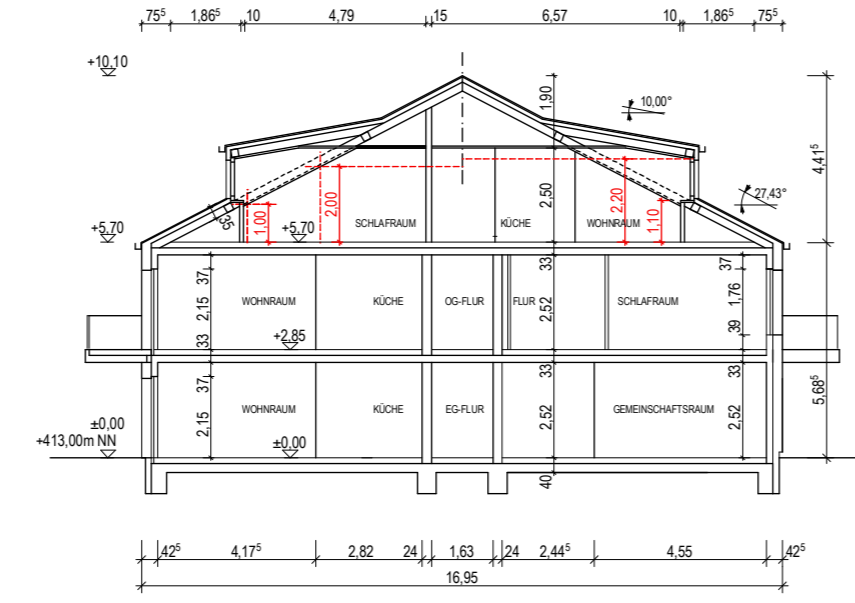 75⁵ 1,86⁵ 10 4,79 15 6,57 10 1,86⁵ 75⁵
+10,10
1,90
10,00°
4,41⁵
27,43°
35
1,00
2,00
2,50
2,20
1,10
+5,70
+5,70
SCHLAFRAUM KÜCHE WOHNRAUM
37 33 37
2,15 2,52 1,76
WOHNRAUM KÜCHE OG-FLUR FLUR SCHLAFRAUM
33 39
+2,85
37 33 33
WOHNRAUM KÜCHE EG-FLUR GEMEINSCHAFTSRAUM
2,15 2,52 2,52
5,68⁵
±0,00
+413,00m NN
±0,00
40
42⁵ 4,17⁵ 2,82 24 1,63 24 2,44⁵ 4,55 42⁵
16,95